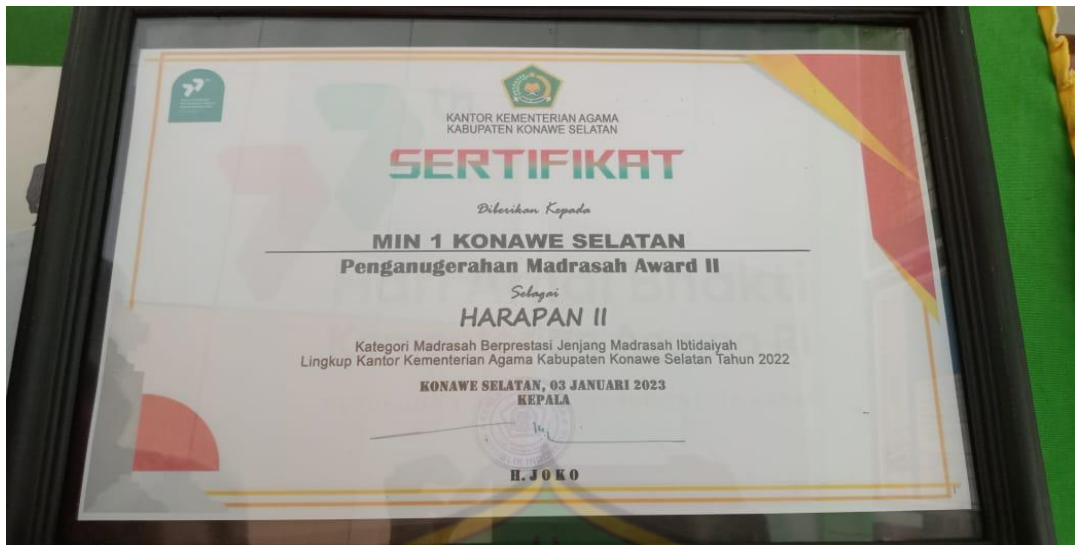 KANTOR KEMENTERIAN AGAMA
KABUPATEN KONAWE SELATAN
SERTIFIKAT
Diberikan Kepada
MIN 1 KONAWE SELATAN
Penganugerahan Madrasah Award II
Sebagai
HARAPAN II
Kategori Madrasah Berprestasi Jenjang Madrasah Ibtidaiyah
Lingkup Kantor Kementerian Agama Kabupaten Konawe Selatan Tahun 2022
KONAWE SELATAN, 03 JANUARI 2023
KEPALA
H. JOKO